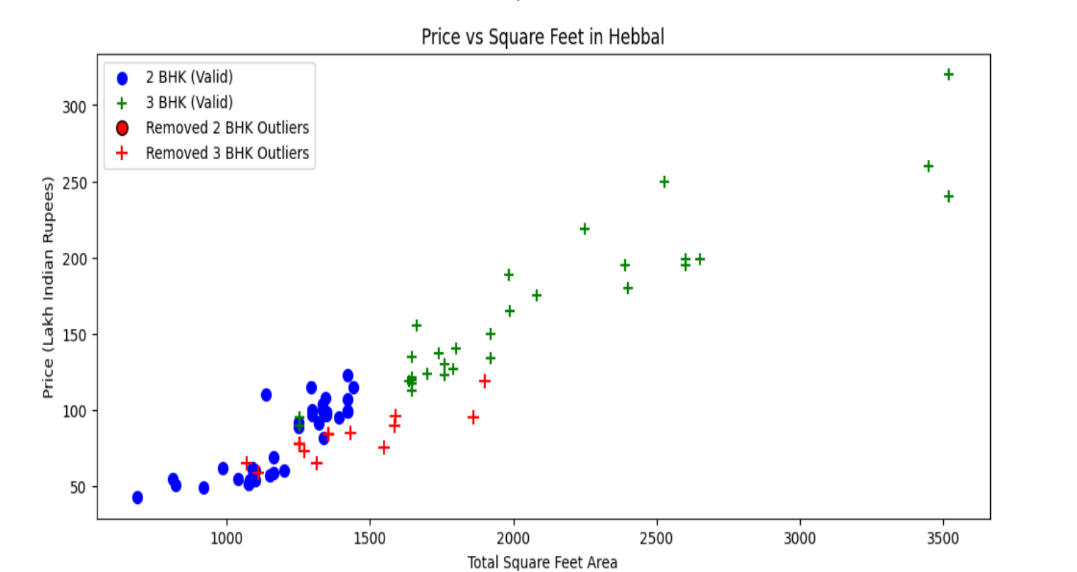 Price vs Square Feet in Hebbal
2 BHK (Valid)
3 BHK (Valid)
Removed 2 BHK Outliers
Removed 3 BHK Outliers
Price (Lakh Indian Rupees)
300
250
200
150
100
50
1000 1500 2000 2500 3000 3500
Total Square Feet Area